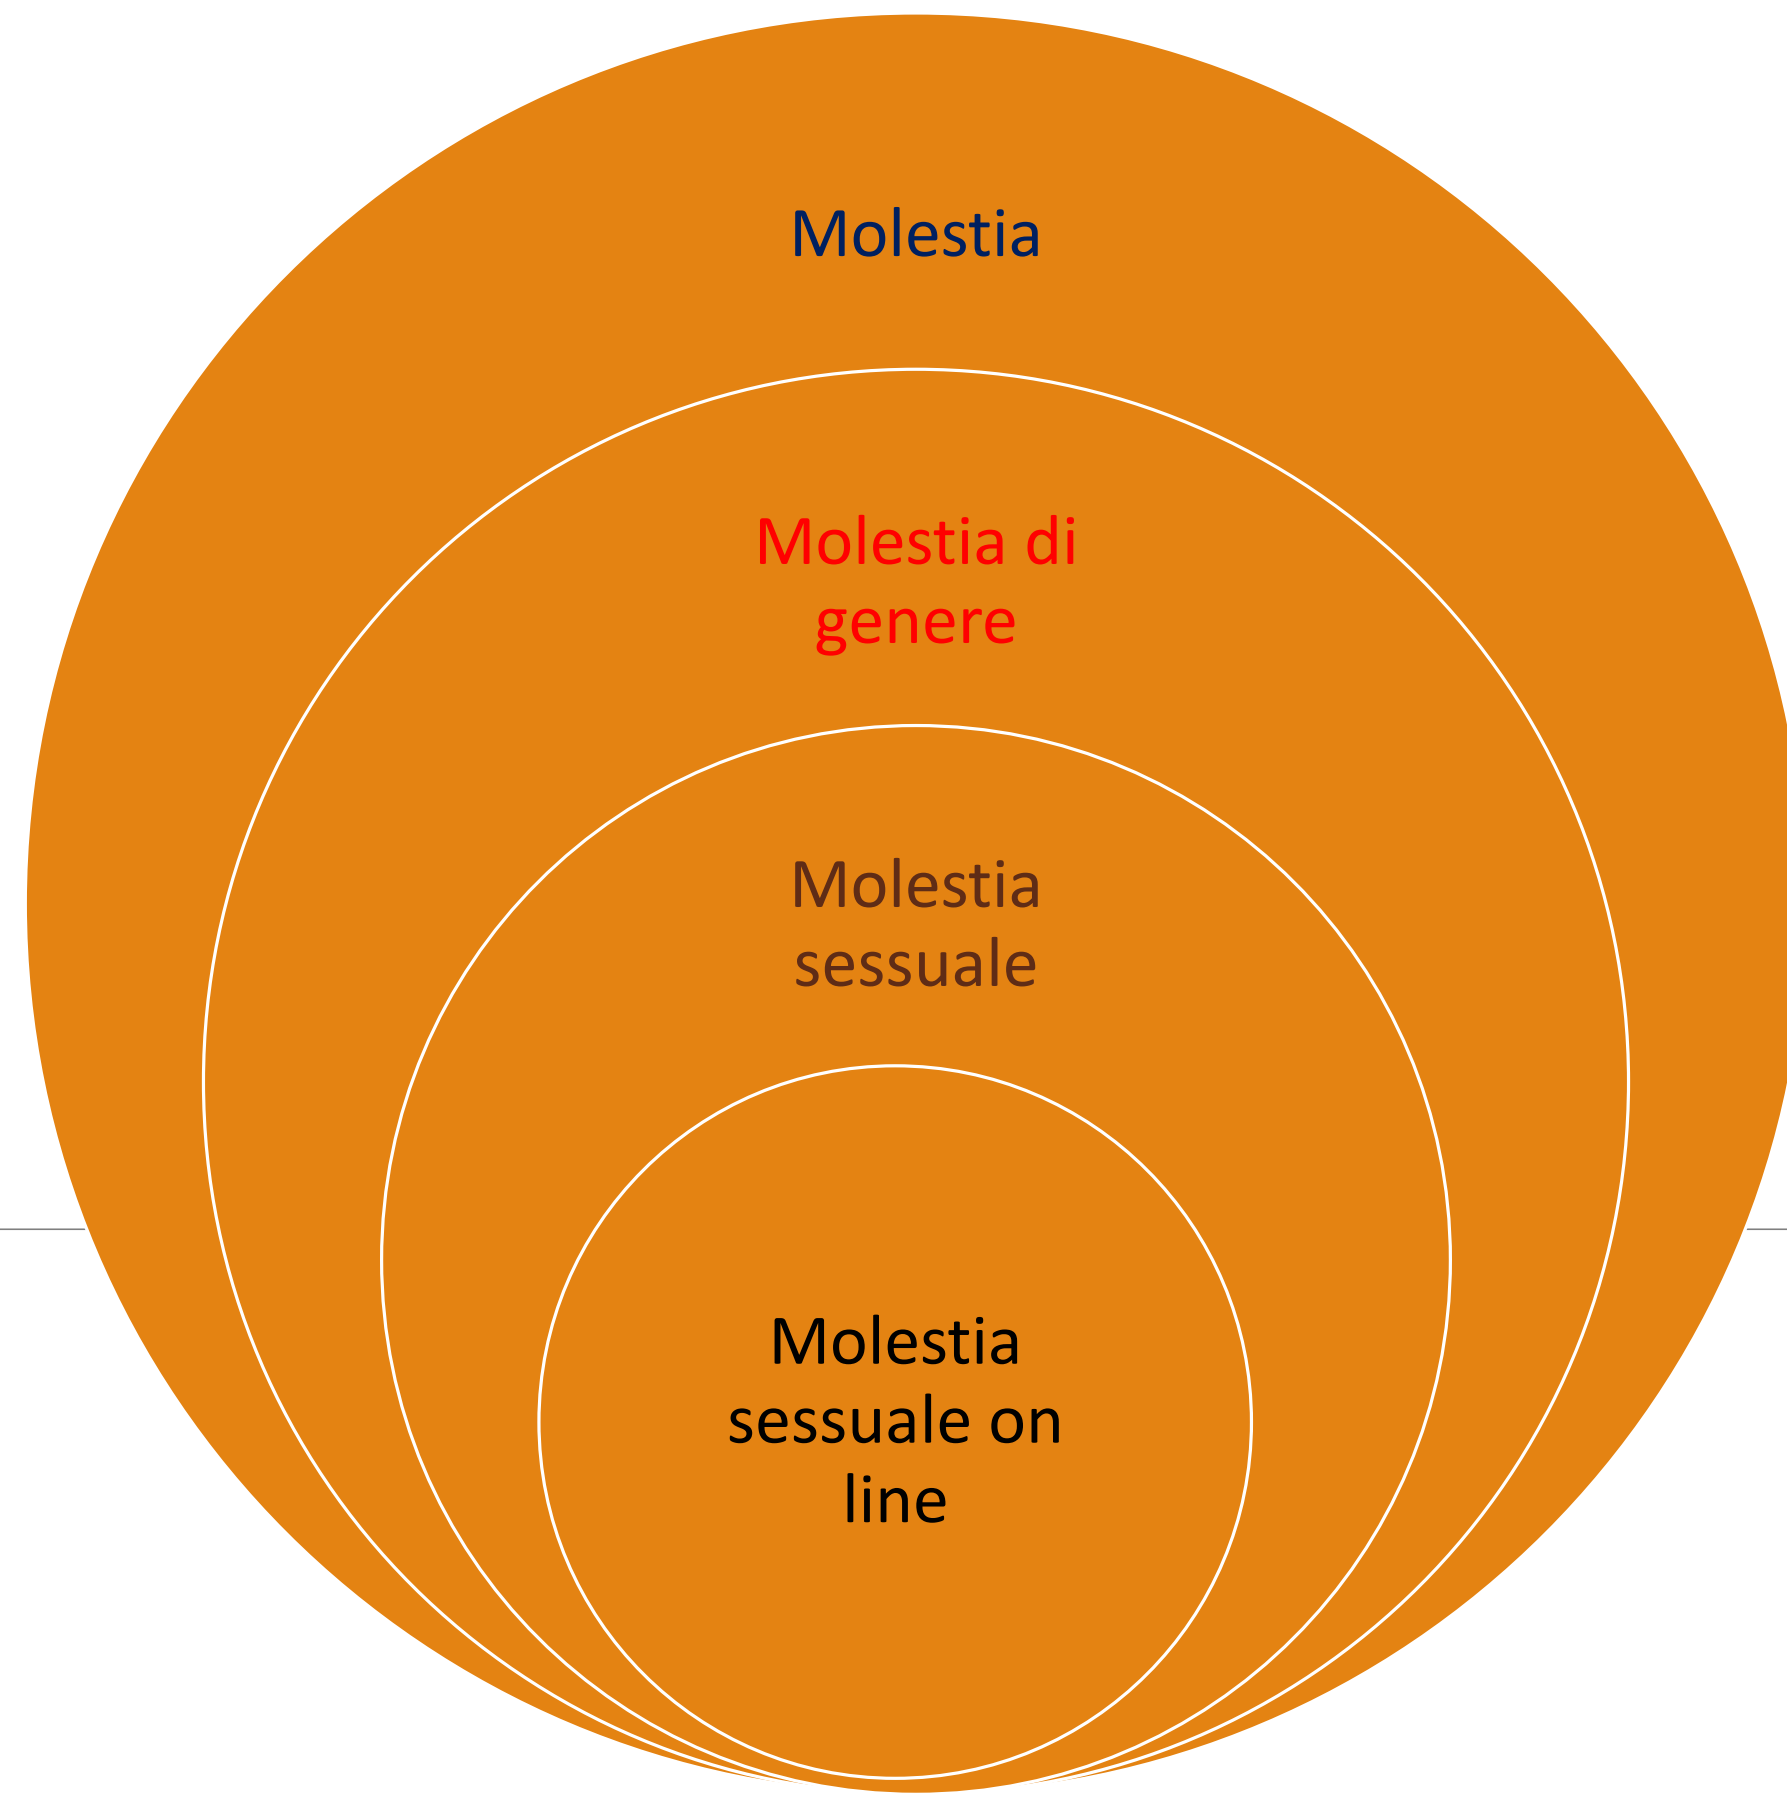 Molestia
Molestia di
genere
Molestia
sessuale
Molestia
sessuale on
line